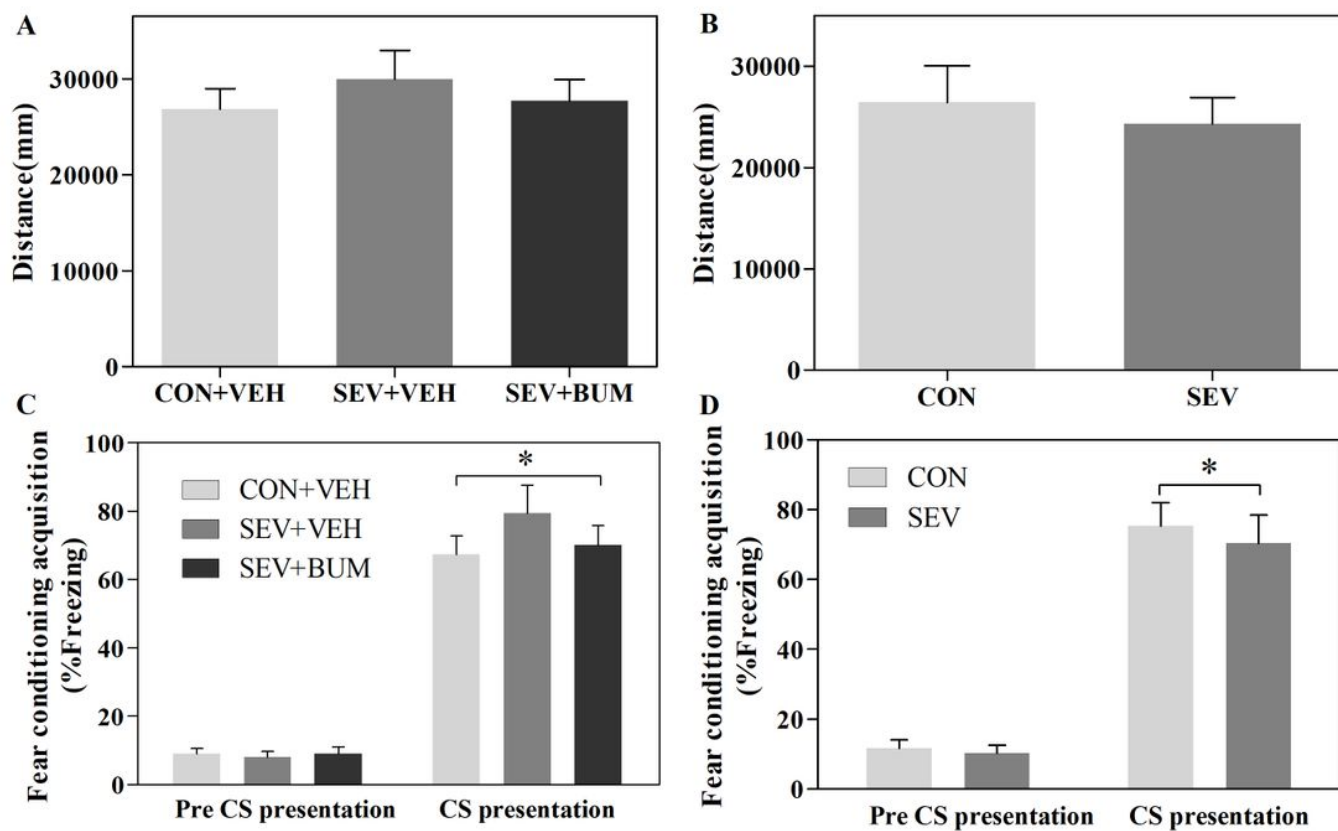 A
Distance(mm)
30000
20000
10000
0
CON+VEH SEV+VEH SEV+BUM
B
Distance(mm)
30000
20000
10000
0
CON SEV
C
Fear conditioning acquisition
(%Freezing)
100
80
60
40
20
0
CON+VEH
SEV+VEH
SEV+BUM
*
Pre CS presentation CS presentation
D
Fear conditioning acquisition
(%Freezing)
100
80
60
40
20
0
CON
SEV
*
Pre CS presentation CS presentation